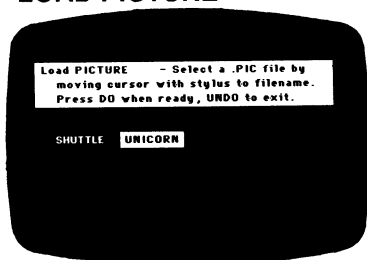 LOAD PICTURE
Load PICTURE - Select a .PIC file by
moving cursor with stylus to filename.
Press DO when ready, UNDO to exit.
SHUTTLE UNICORN